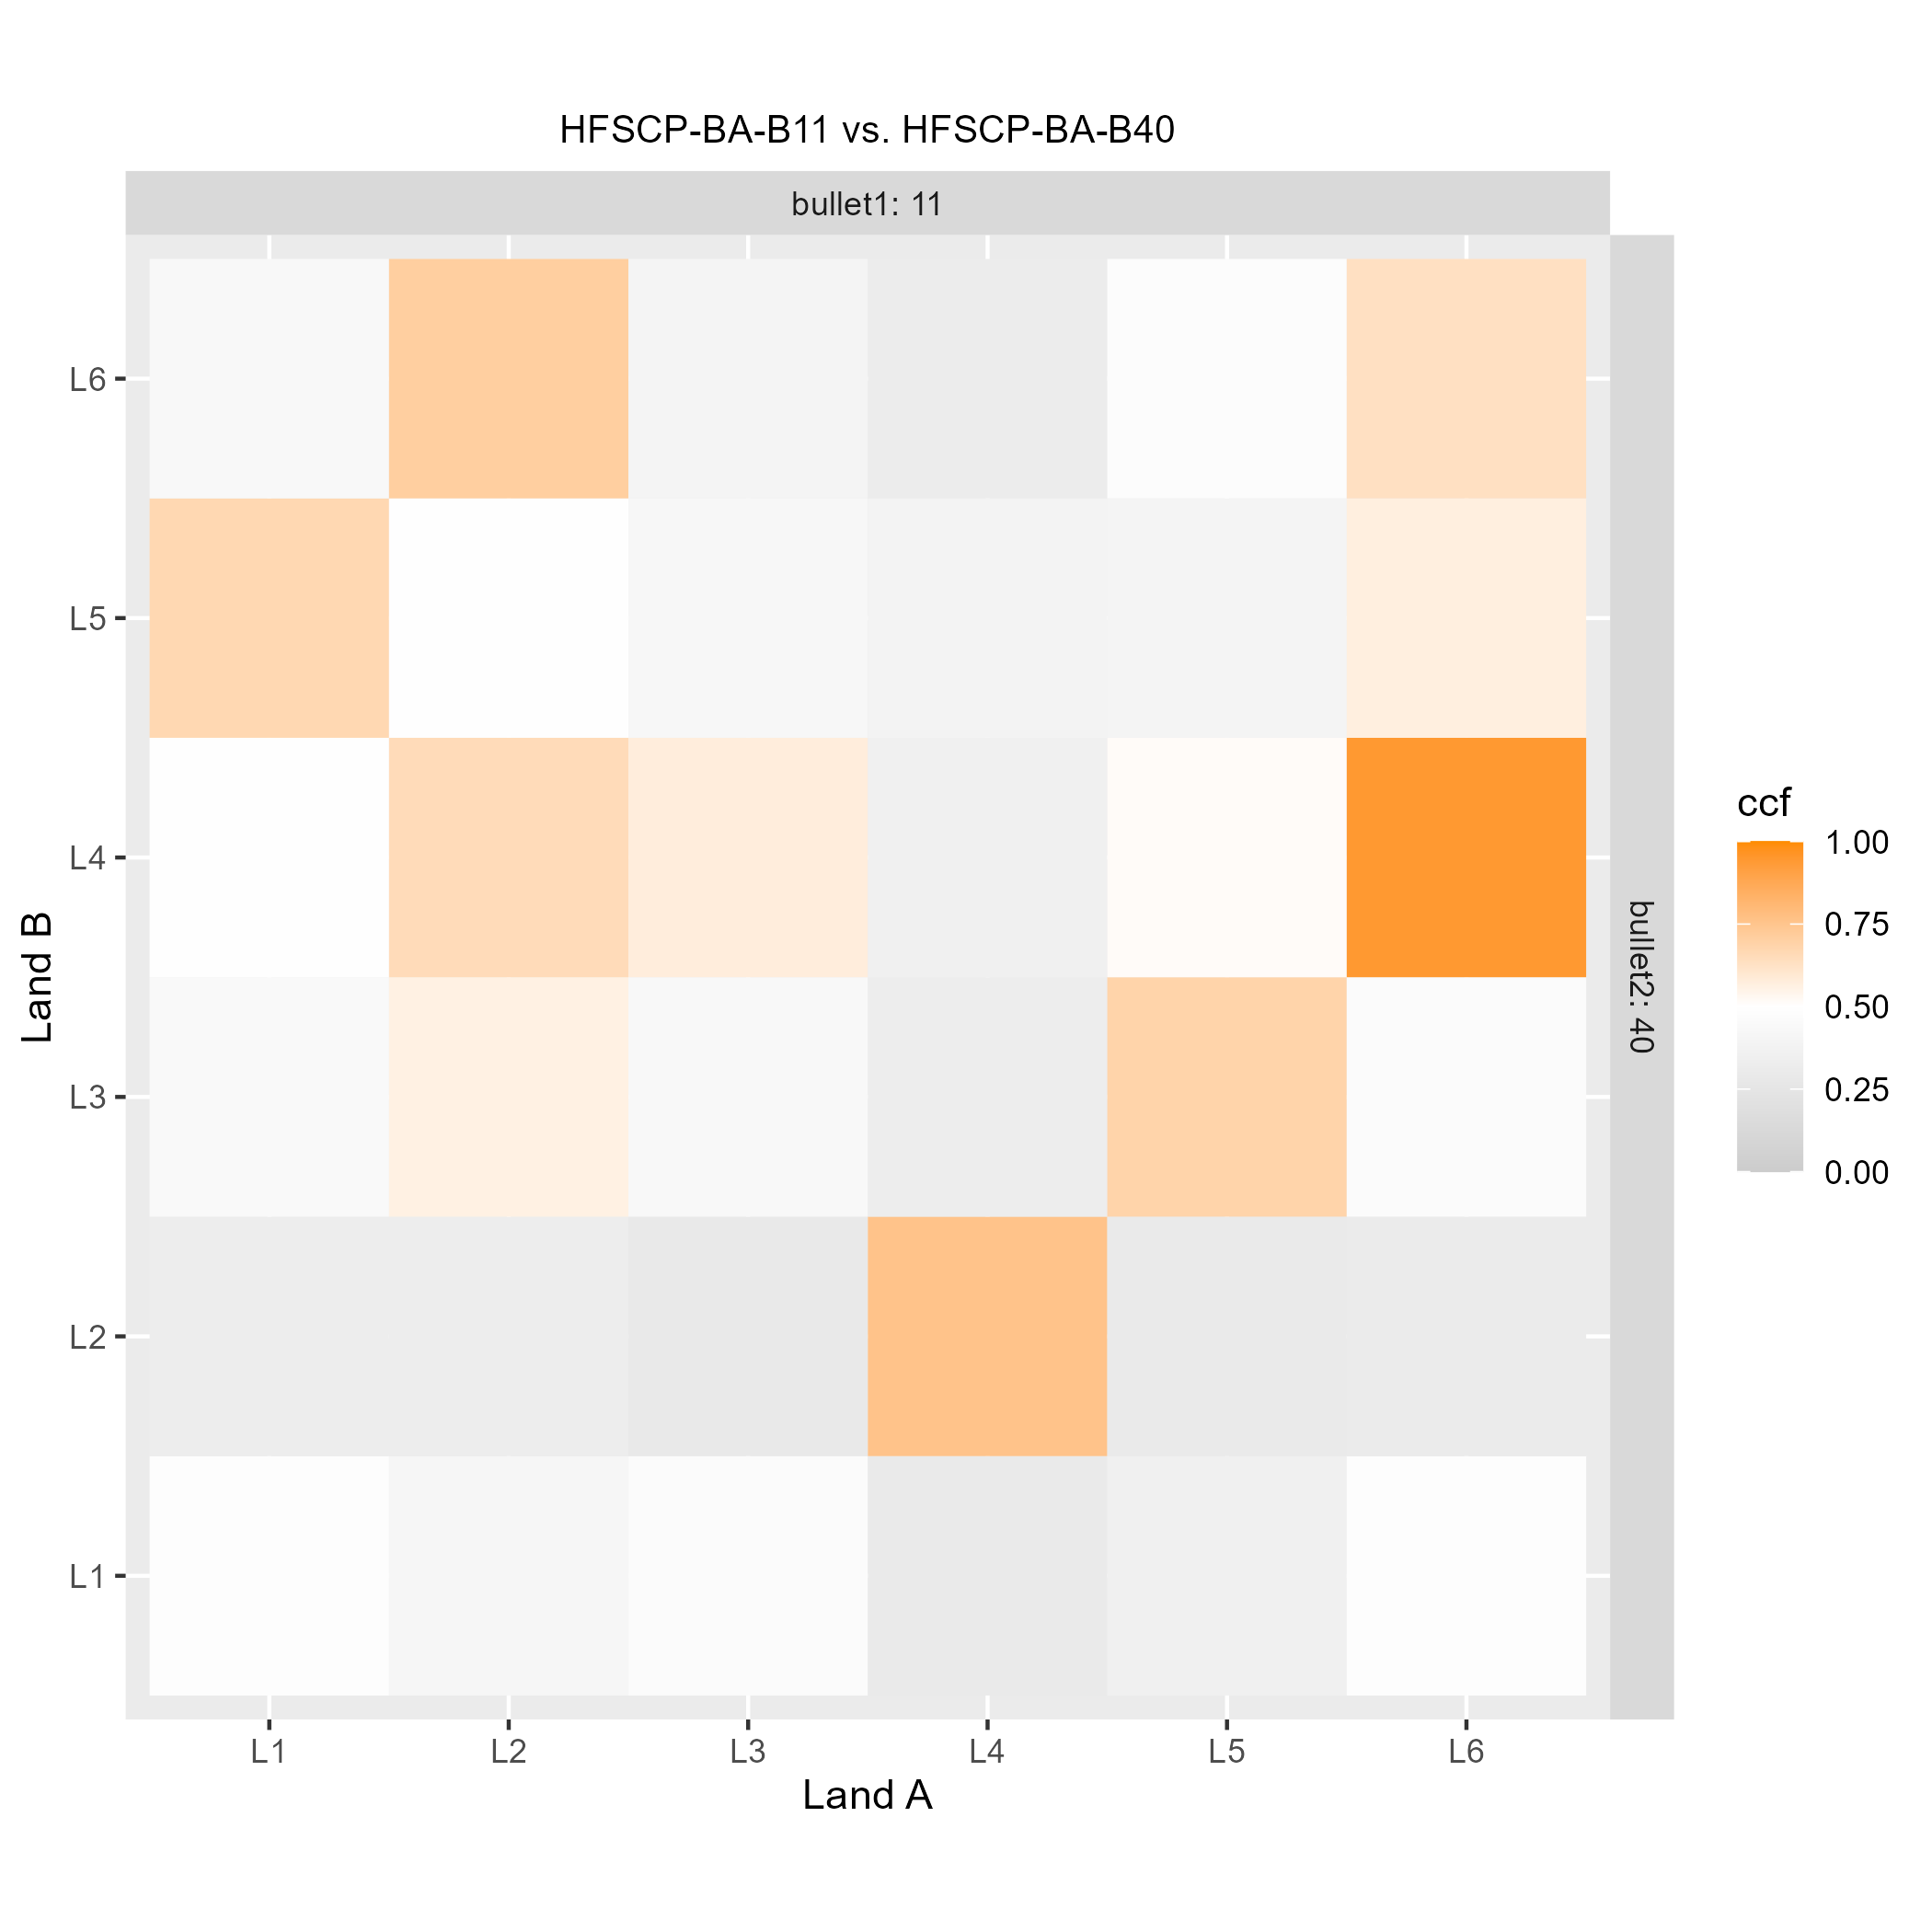 HFSCP-BA-B11 vs. HFSCP-BA-B40
bullet1: 11
L6
L5
L4
L3
L2
L1
Land B
bullet2: 40
L1 L2 L3 L4 L5 L6
Land A
ccf
1.00
0.75
0.50
0.25
0.00